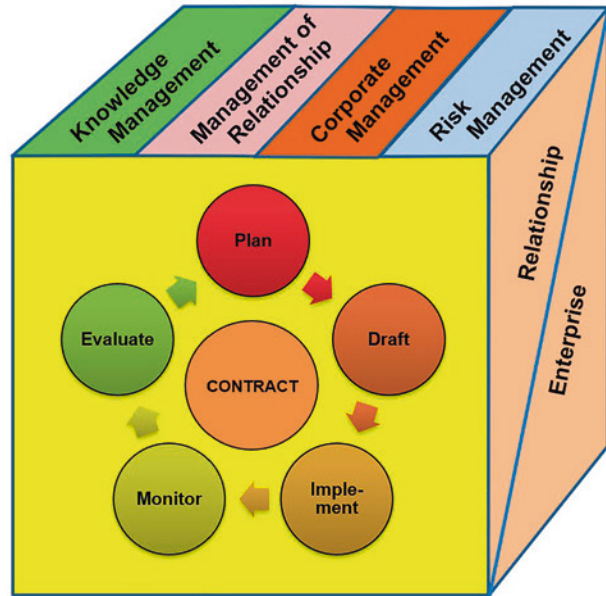 Knowledge
Management
Management of
Relationship
Corporate
Management
Risk
Management
Relationship
Enterprise
Plan
Draft
Imple-
ment
Monitor
Evaluate
CONTRACT